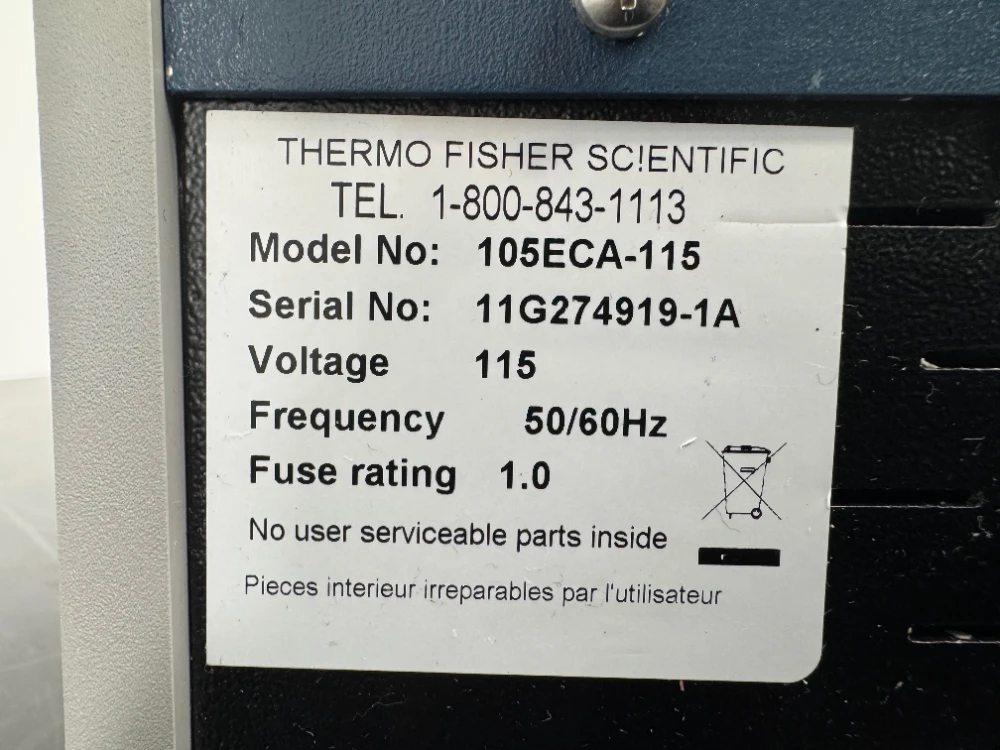 THERMO FISHER SC!ENTIFIC
TEL. 1-800-843-1113
Model No: 105ECA-115
Serial No: 11G274919-1A
Voltage 115
Frequency 50/60Hz
Fuse rating 1.0
No user serviceable parts inside
Pieces interieur irreparables par l'utilisateur